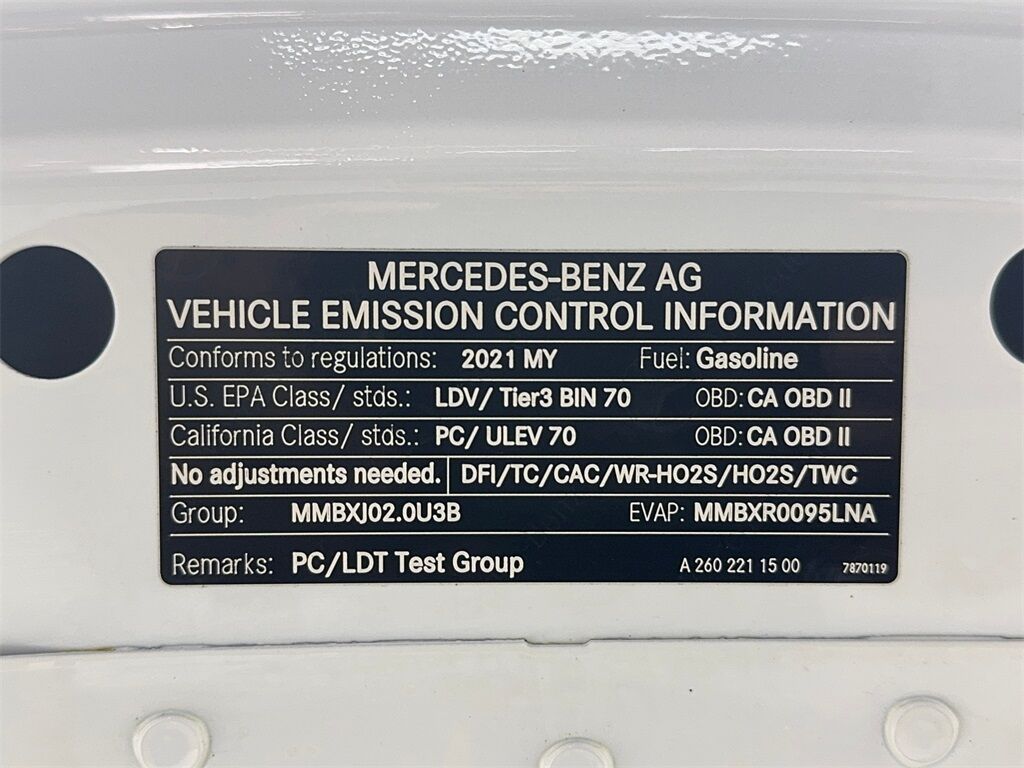 MERCEDES-BENZ AG
VEHICLE EMISSION CONTROL INFORMATION
Conforms to regulations: 2021 MY Fuel: Gasoline
U.S. EPA Class/ stds.: LDV/ Tier3 BIN 70 OBD: CA OBD II
California Class/ stds.: PC/ ULEV 70 OBD: CA OBD II
No adjustments needed. DFI/TC/CAC/WR-HO2S/HO2S/TWC
Group: MMBXJ02.0U3B EVAP: MMBXR0095LNA
Remarks: PC/LDT Test Group A 260 221 15 00 7870119